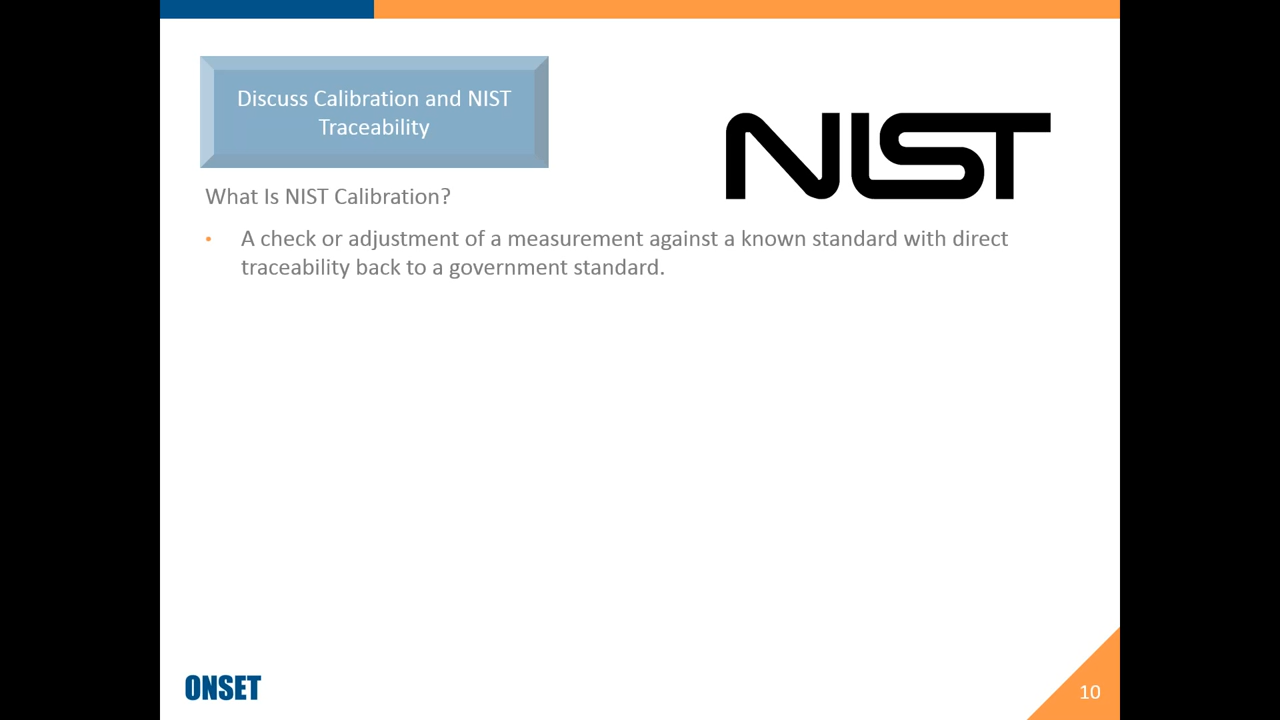 Discuss Calibration and NIST
Traceability
NIST
What Is NIST Calibration?
• A check or adjustment of a measurement against a known standard with direct
traceability back to a government standard.
ONSET
10